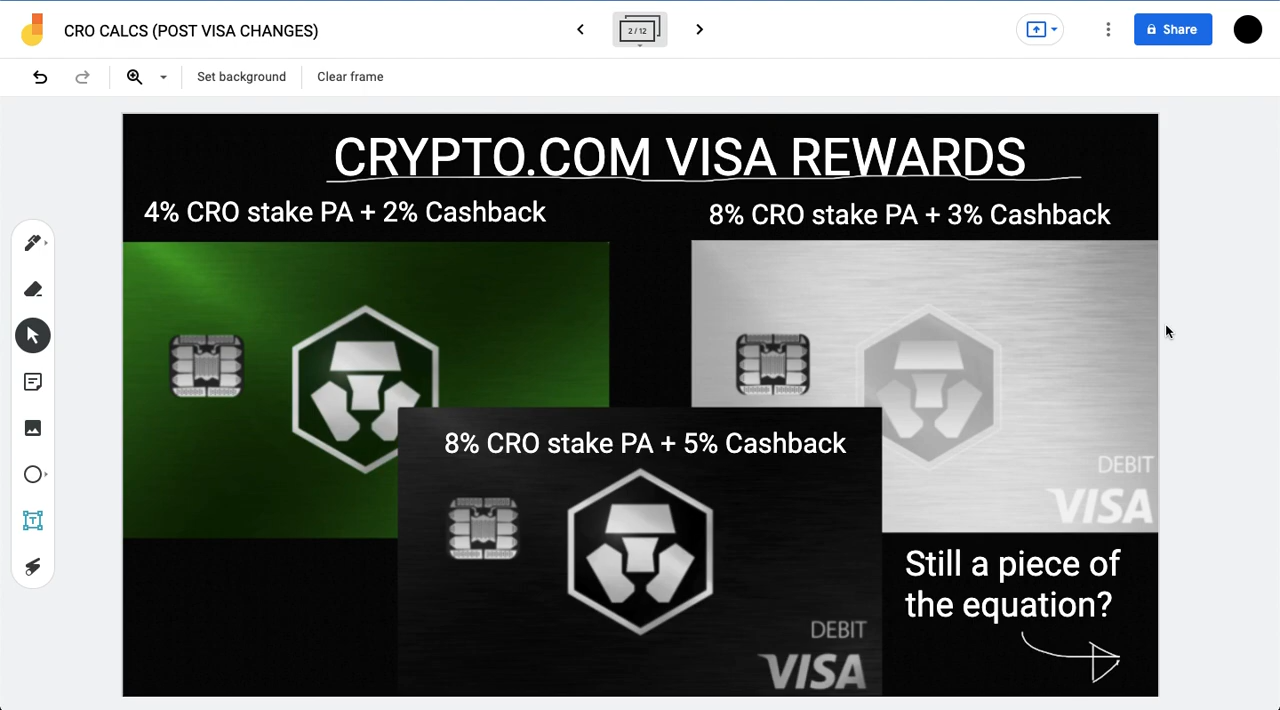 CRO CALCS (POST VISA CHANGES)
2 / 12
Share
Set background
Clear frame
CRYPTO.COM VISA REWARDS
4% CRO stake PA + 2% Cashback
8% CRO stake PA + 3% Cashback
8% CRO stake PA + 5% Cashback
DEBIT
VISA
Still a piece of
the equation?
DEBIT
VISA
T